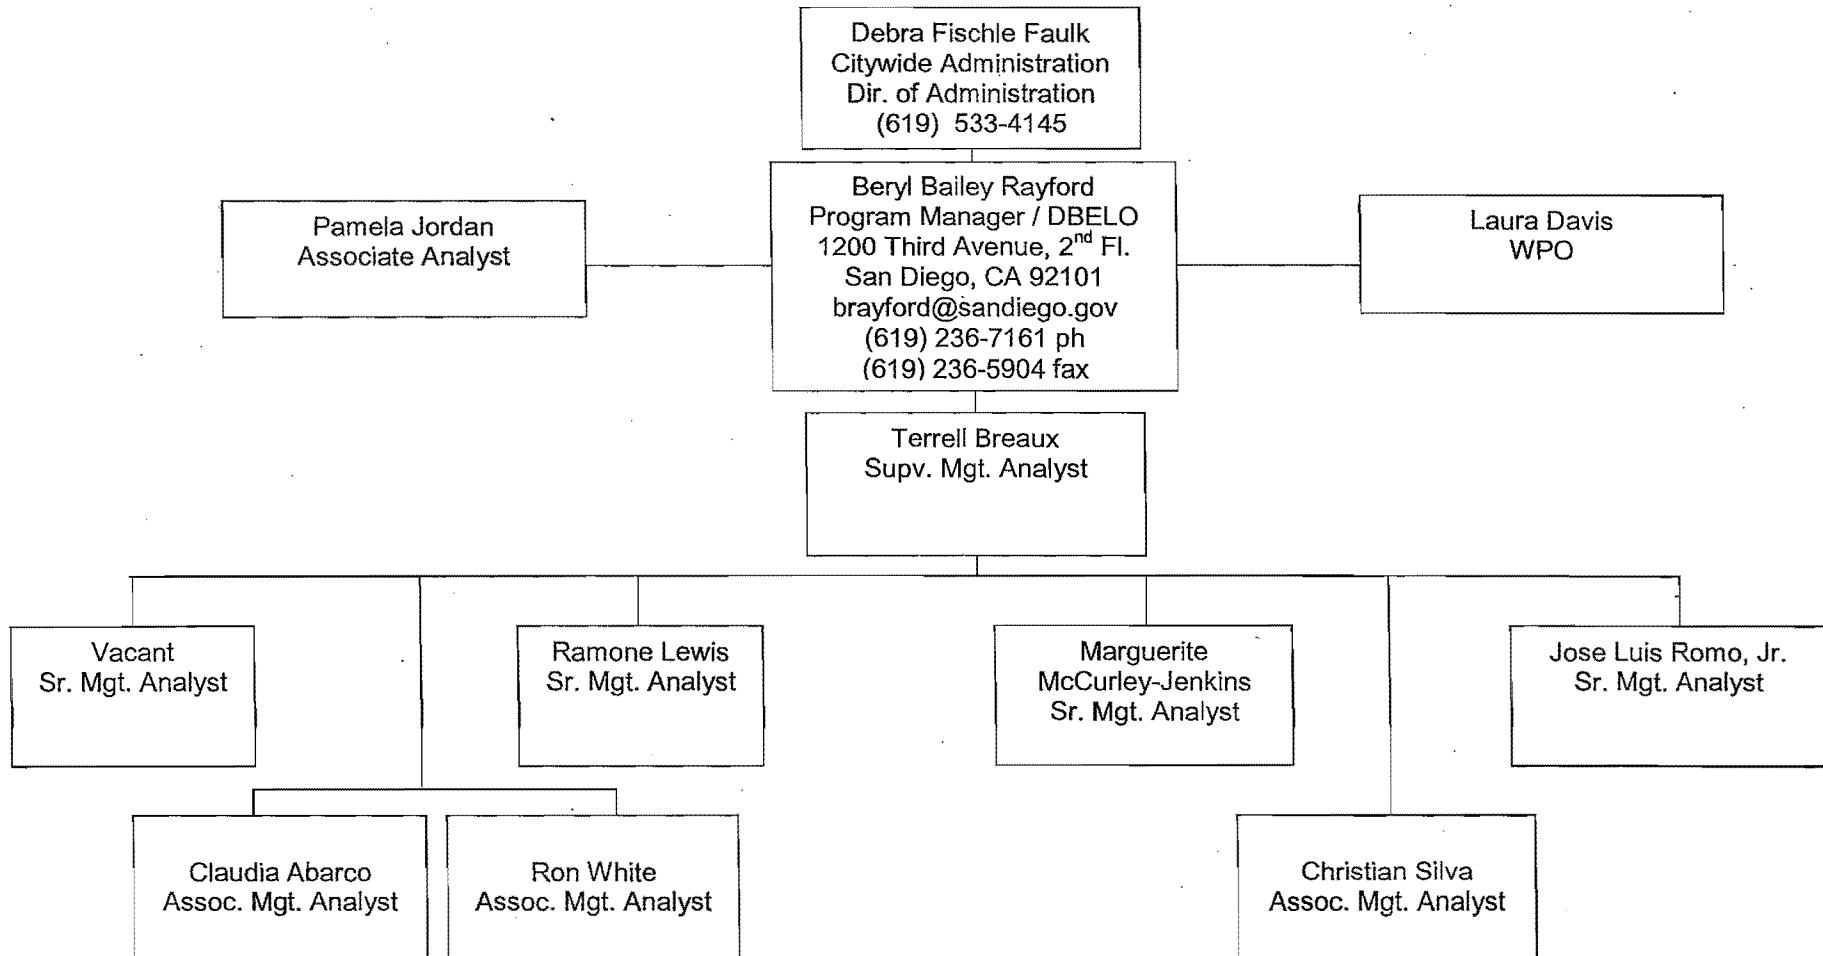 Debra Fischle Faulk
Citywide Administration
Dir. of Administration
(619) 533-4145
Beryl Bailey Rayford
Program Manager / DBELO
1200 Third Avenue, 2nd Fl.
San Diego, CA 92101
brayford@sandiego.gov
(619) 236-7161 ph
(619) 236-5904 fax
Pamela Jordan
Associate Analyst
Laura Davis
WPO
Terrell Breaux
Supv. Mgt. Analyst
Vacant
Sr. Mgt. Analyst
Ramone Lewis
Sr. Mgt. Analyst
Marguerite
McCurley-Jenkins
Sr. Mgt. Analyst
Jose Luis Romo, Jr.
Sr. Mgt. Analyst
Claudia Abarco
Assoc. Mgt. Analyst
Ron White
Assoc. Mgt. Analyst
Christian Silva
Assoc. Mgt. Analyst